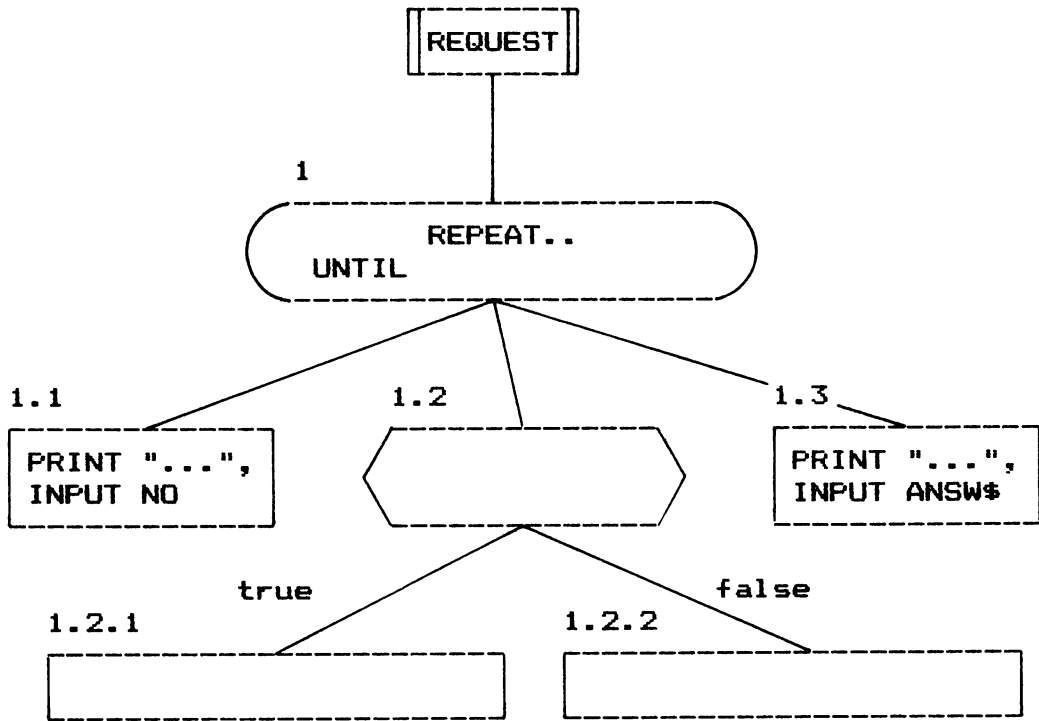 REQUEST
1
REPEAT..
UNTIL
1.1
1.2
1.3
PRINT "...",
INPUT NO
PRINT "...",
INPUT ANSW$
true
false
1.2.1
1.2.2